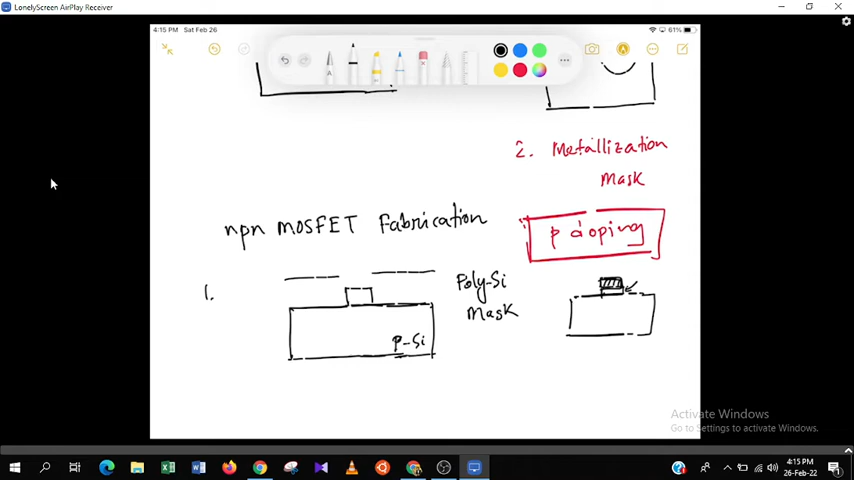 LonelyScreen AirPlay Receiver
4:15 PM Sat Feb 26
61%
A
2. Metallization
Mask
npn MOSFET Fabrication
p doping
1.
Poly-Si
Mask
p-Si
Activate Windows
Go to Settings to activate Windows.
4:15 PM
26-Feb-22